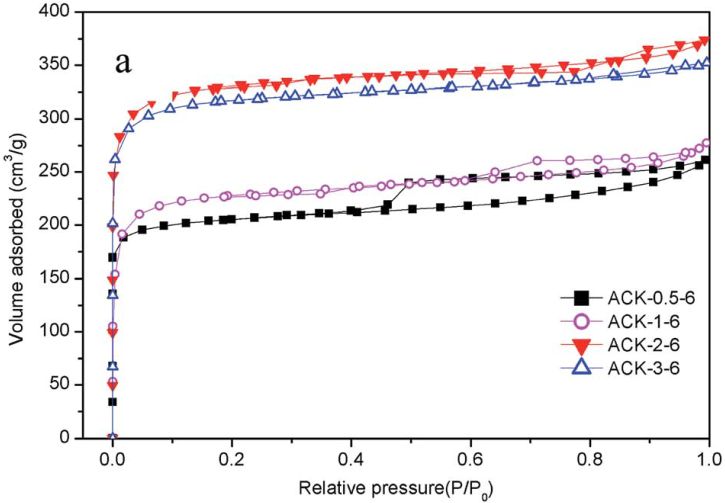 a
400
350
300
250
200
150
100
50
0
Volume adsorbed (cm³/g)
ACK-0.5-6
ACK-1-6
ACK-2-6
ACK-3-6
0.0 0.2 0.4 0.6 0.8 1.0
Relative pressure(P/P₀)